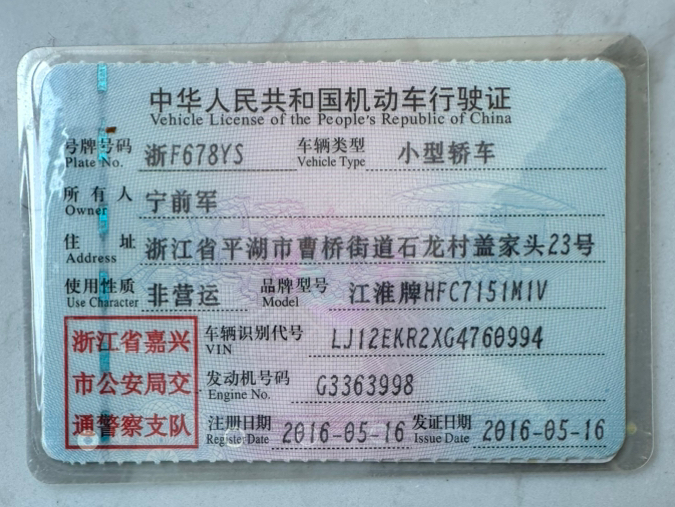 中华人民共和国机动车行驶证
Vehicle License of the People's Republic of China
号牌号码 浙F678YS 车辆类型 小型轿车
Plate No. Vehicle Type
所有人 宁前军
Owner
住址 浙江省平湖市曹桥街道石龙村盖家头23号
Address
使用性质 非营运 品牌型号 江淮牌HFC7151M1V
Use Character Model
浙江省嘉兴市公安局交通警察支队
车辆识别代号 LJ12EKR2XG4760994
VIN
发动机号码 G3363998
Engine No.
注册日期 2016-05-16 发证日期 2016-05-16
Register Date Issue Date